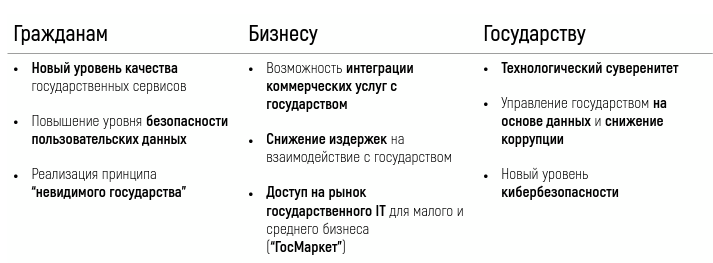 Гражданам
• Новый уровень качества
государственных сервисов
• Повышение уровня безопасности
пользовательских данных
• Реализация принципа
“невидимого государства”
Бизнесу
• Возможность интеграции
коммерческих услуг с
государством
• Снижение издержек на
взаимодействие с государством
• Доступ на рынок
государственного IT для малого и
среднего бизнеса
(“ГосМаркет”)
Государству
• Технологический суверенитет
• Управление государством на
основе данных и снижение
коррупции
• Новый уровень
кибербезопасности